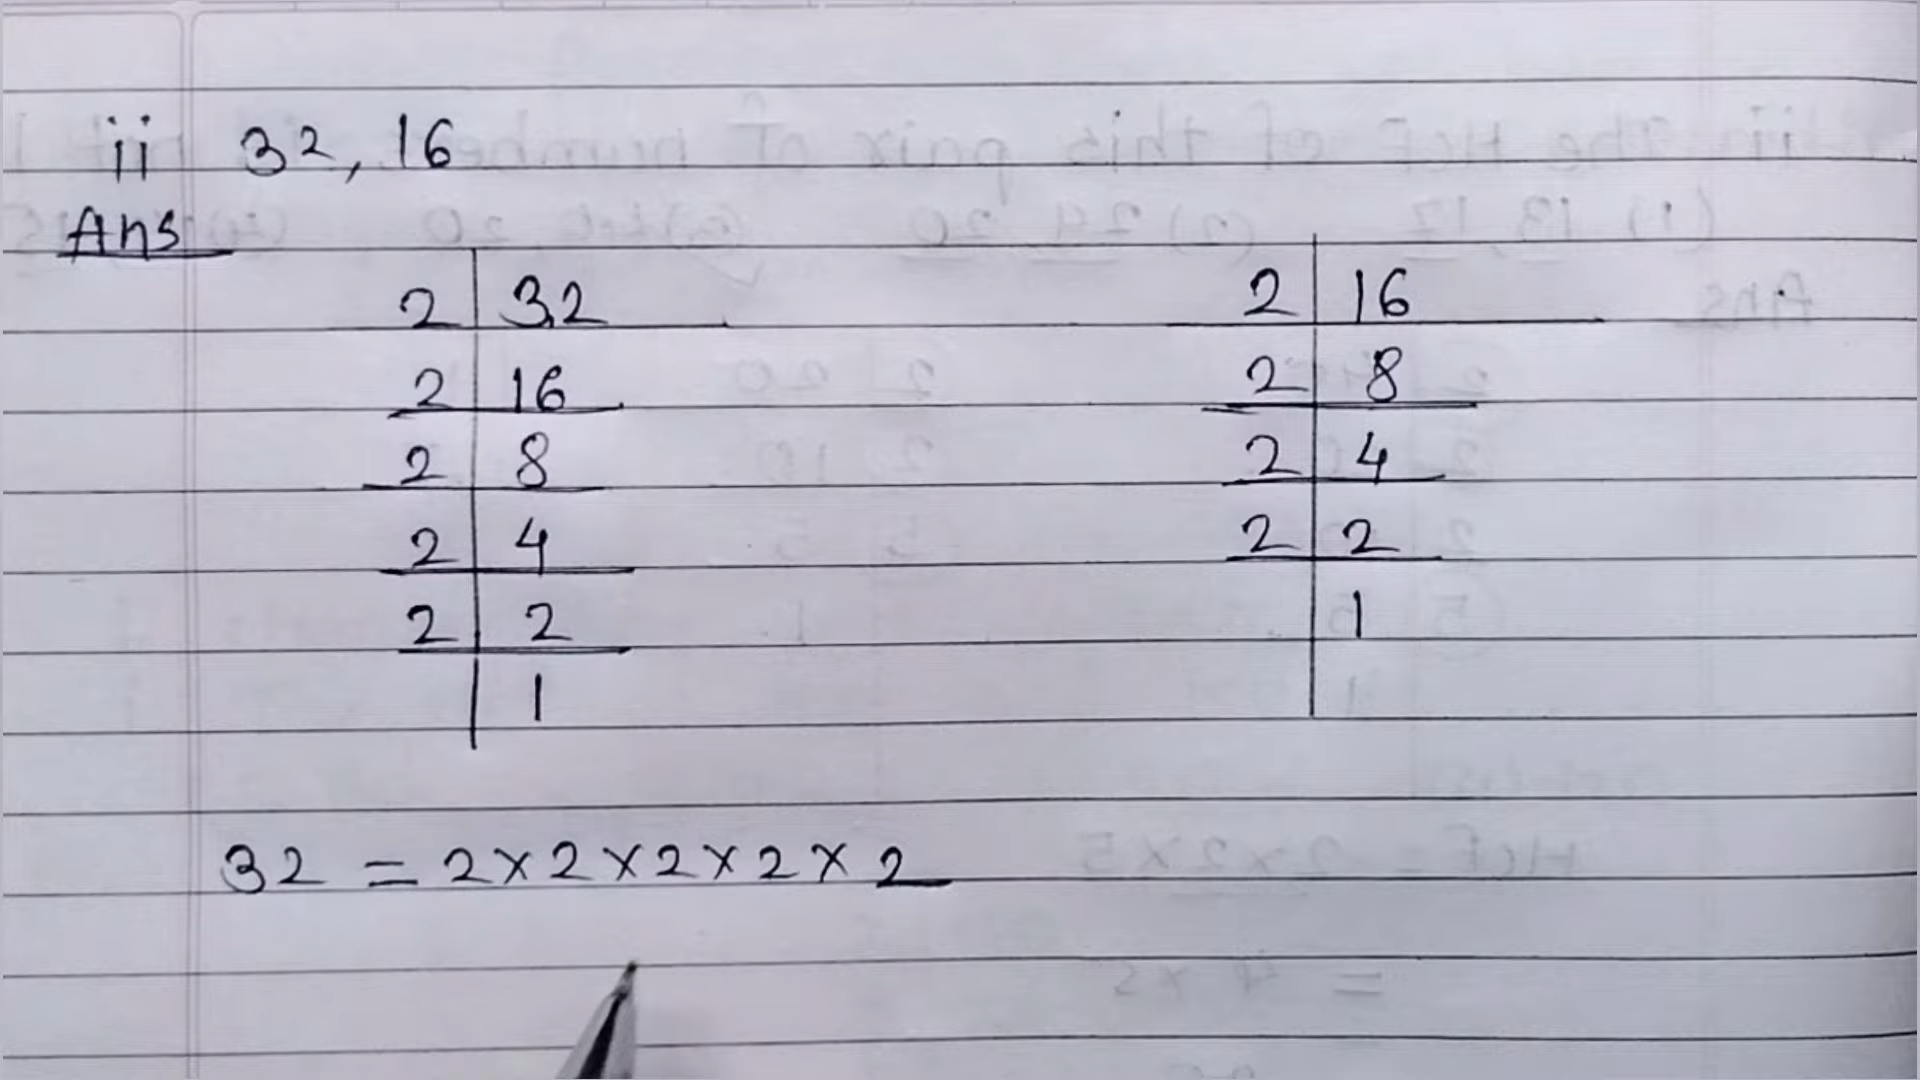 ii 32, 16
Ans
2 | 32 2 | 16
2 | 16 2 | 8
2 | 8 2 | 4
2 | 4 2 | 2
2 | 2 1
1
32 = 2×2×2×2×2